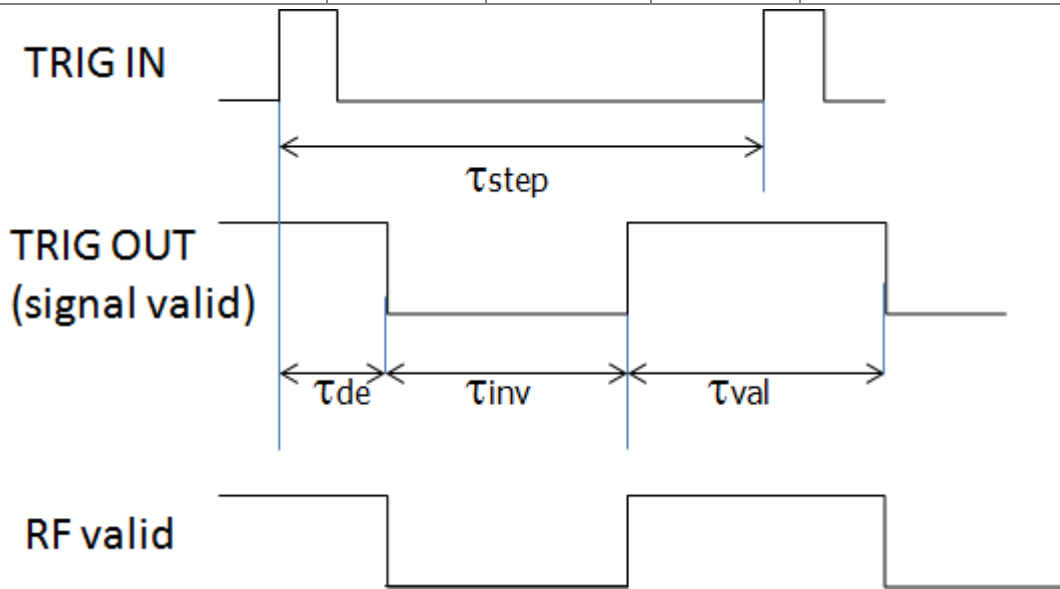 TRIG IN
τstep
TRIG OUT
(signal valid)
τde
τinv
τval
RF valid